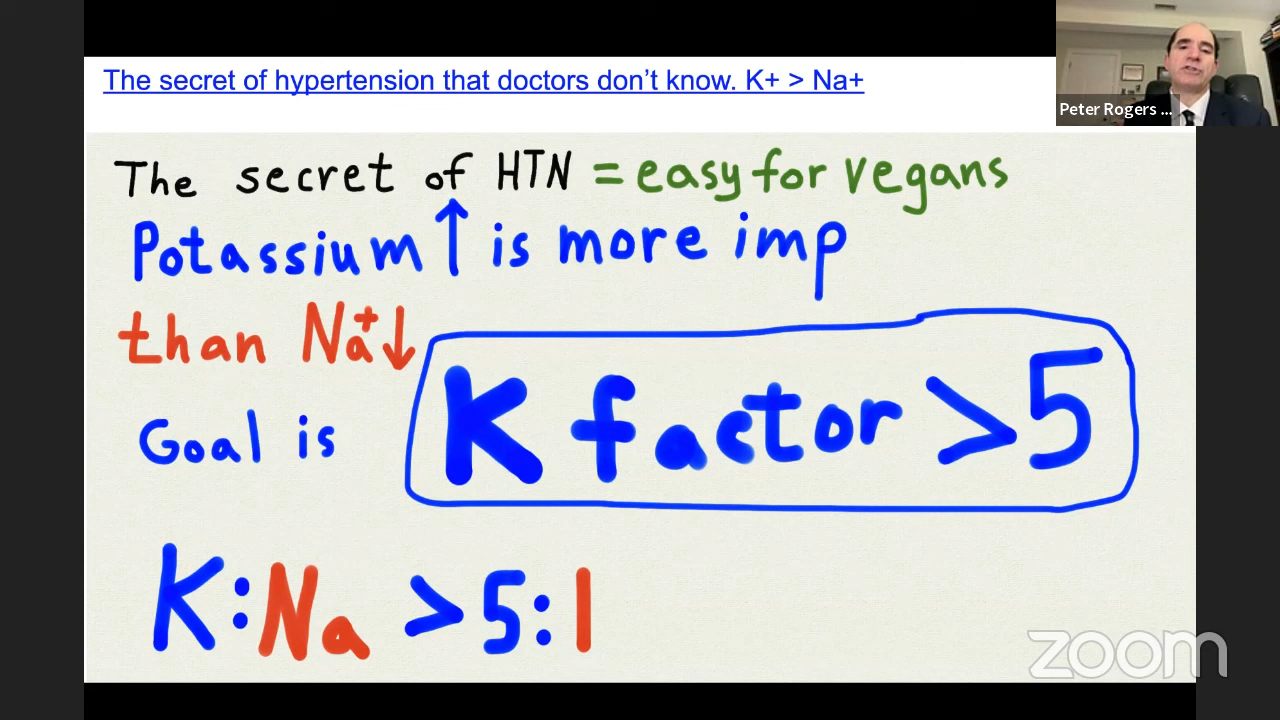 The secret of hypertension that doctors don't know. K+ > Na+
Peter Rogers ...
The secret of HTN = easy for vegans
Potassium ↑ is more imp
than Na+ ↓
Goal is
K factor > 5
K:Na > 5:1
zoom